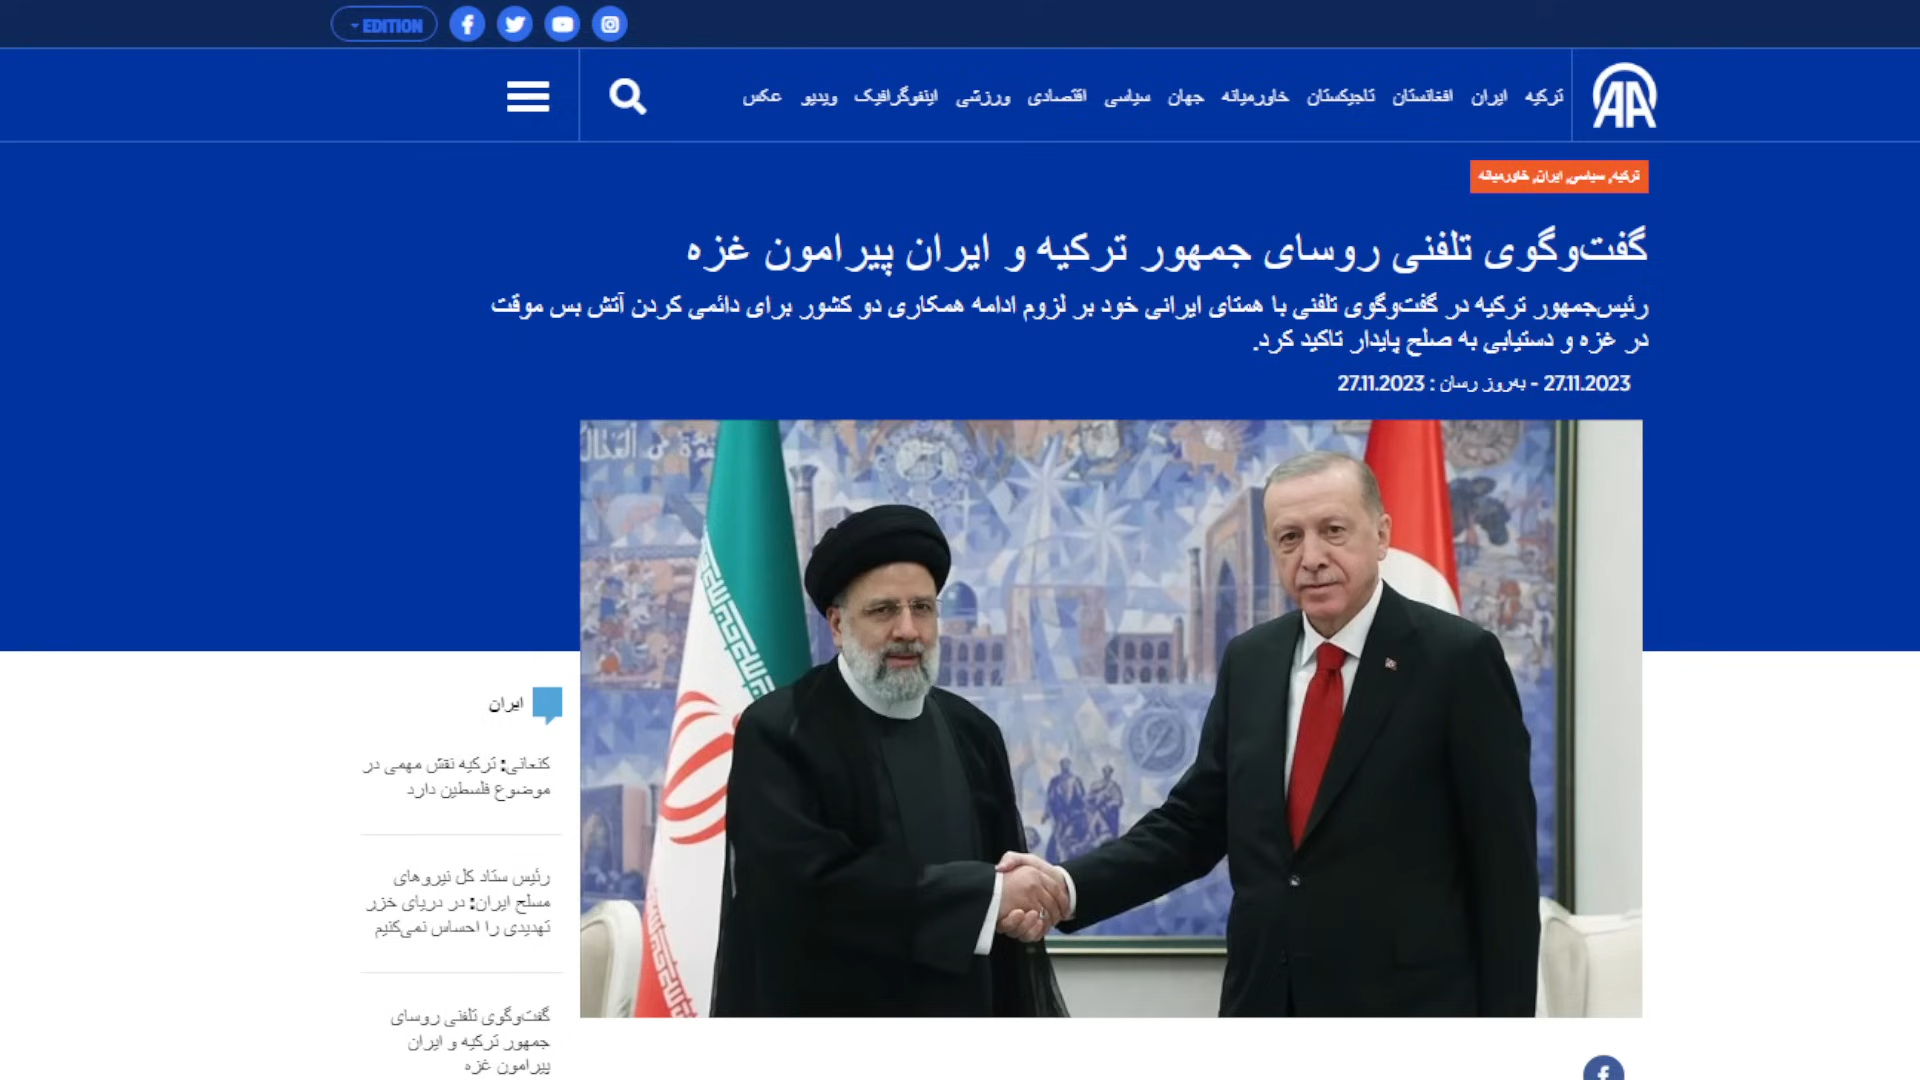 EDITION
ترکیه ایران افغانستان تاجیکستان خاورمیانه جهان سیاسی اقتصادی ورزشی اینفوگرافیک ویدیو عکس
AA
ترکیه, سیاسی, ایران, خاورمیانه
گفت‌وگوی تلفنی روسای جمهور ترکیه و ایران پیرامون غزه
رئیس‌جمهور ترکیه در گفت‌وگوی تلفنی با همتای ایرانی خود بر لزوم ادامه همکاری دو کشور برای دائمی کردن آتش بس موقت
در غزه و دستیابی به صلح پایدار تاکید کرد.
27.11.2023 - به‌روز رسان : 27.11.2023
ایران
کنعانی: ترکیه نقش مهمی در
موضوع فلسطین دارد
رئیس ستاد کل نیروهای
مسلح ایران: در دریای خزر
تهدیدی را احساس نمی‌کنیم
گفت‌وگوی تلفنی روسای
جمهور ترکیه و ایران
پیرامون غزه